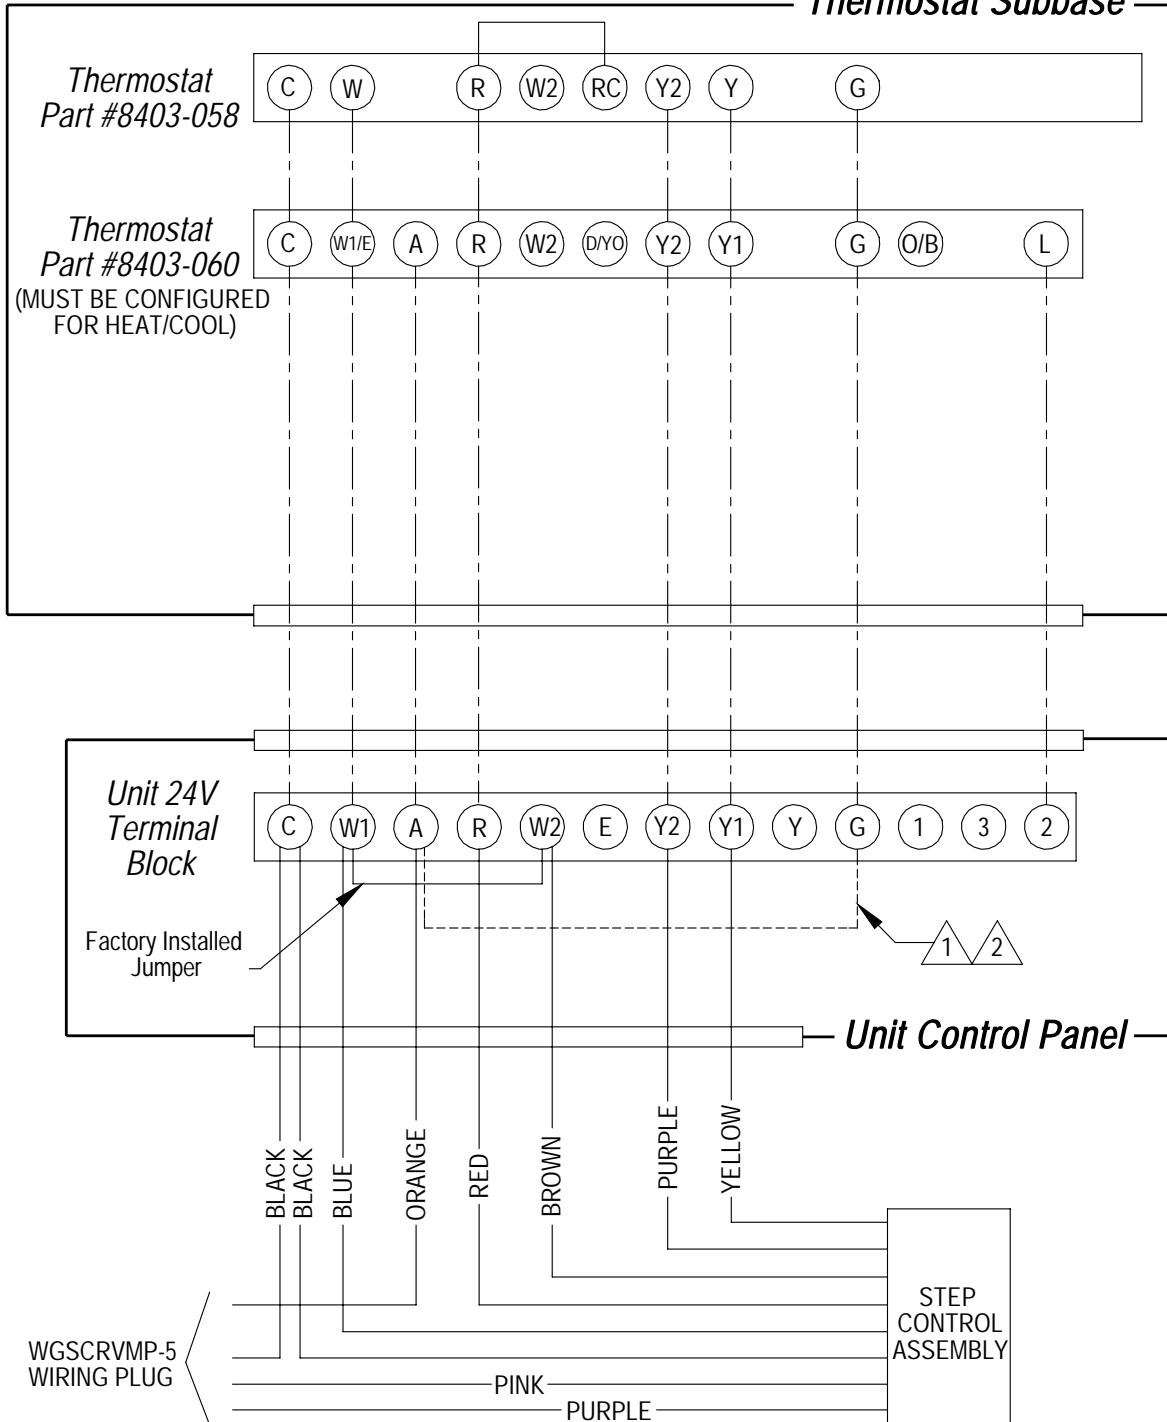 Thermostat Subbase
Thermostat
Part #8403-058
C W R W2 RC Y2 Y G
Thermostat
Part #8403-060
(MUST BE CONFIGURED
FOR HEAT/COOL)
C W1/E A R W2 D/YO Y2 Y1 G O/B L
Unit 24V
Terminal
Block
C W1 A R W2 E Y2 Y1 Y G 1 3 2
Factory Installed
Jumper
1 2
Unit Control Panel
BLACK
BLACK
BLUE
ORANGE
RED
BROWN
PURPLE
YELLOW
STEP
CONTROL
ASSEMBLY
WGSCRVMP-5
WIRING PLUG
PINK
PURPLE